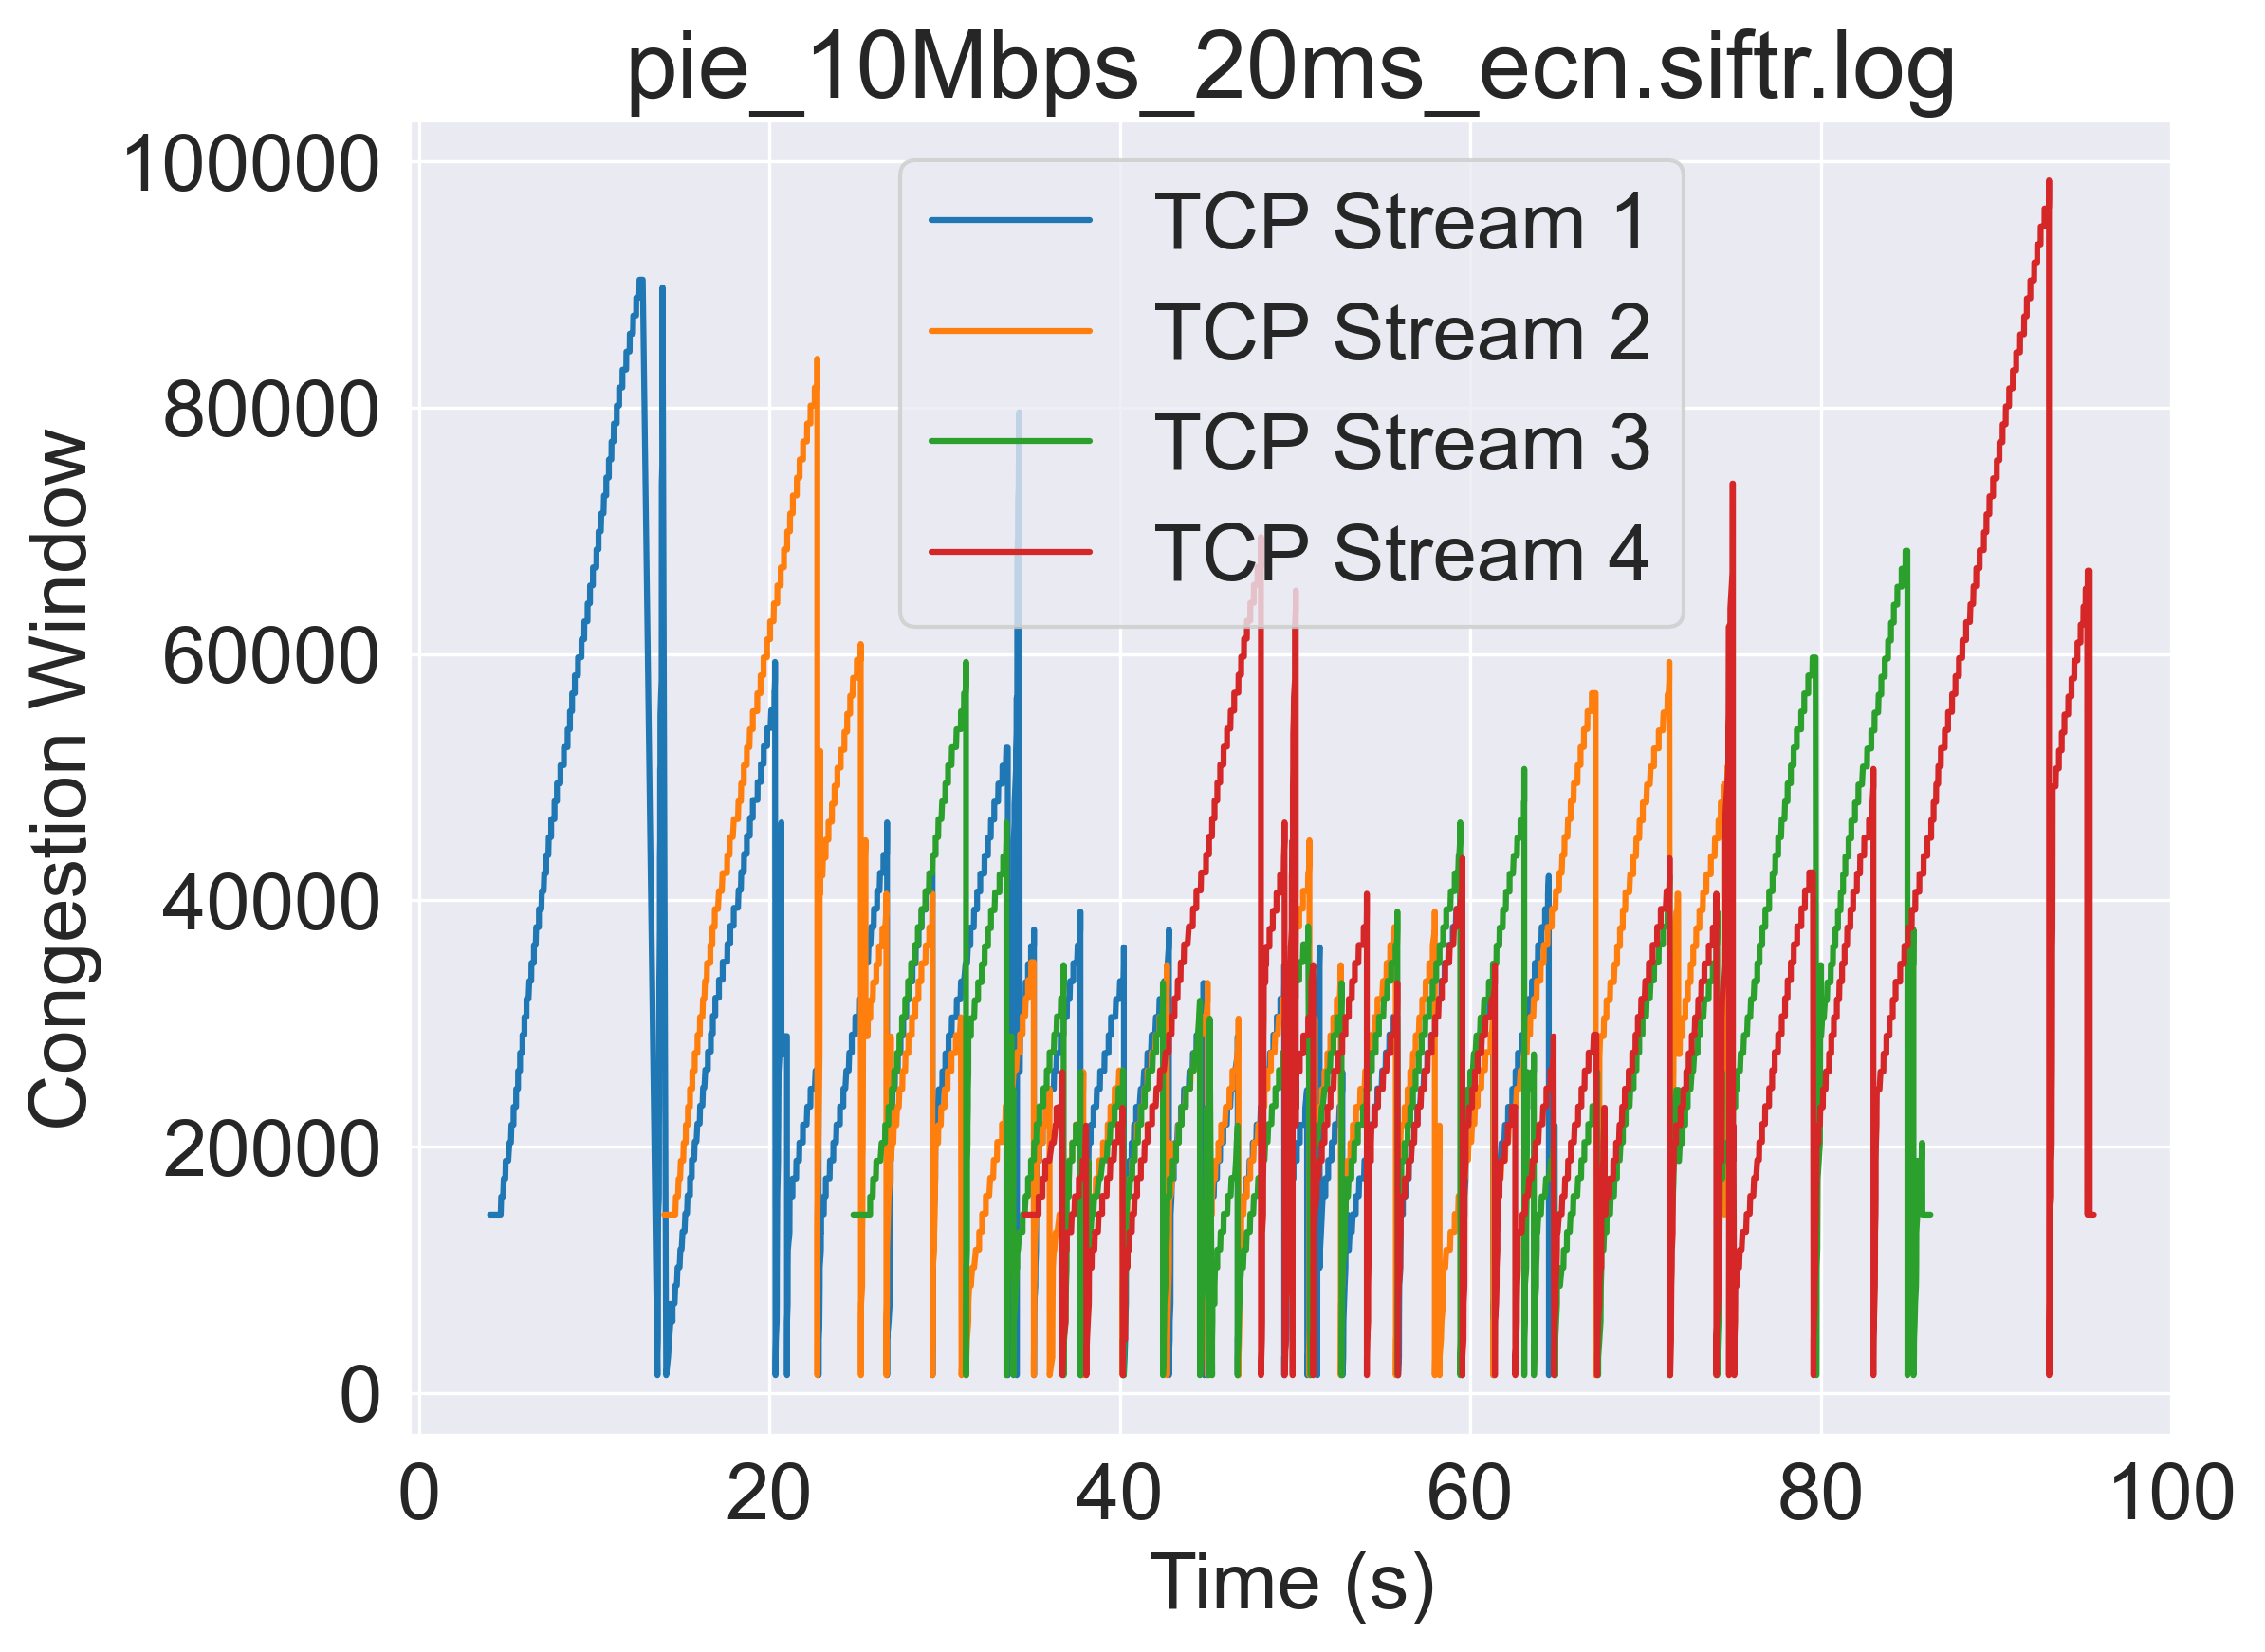 pie_10Mbps_20ms_ecn.siftr.log
100000
80000
60000
40000
20000
0
Congestion Window
TCP Stream 1
TCP Stream 2
TCP Stream 3
TCP Stream 4
0 20 40 60 80 100
Time (s)